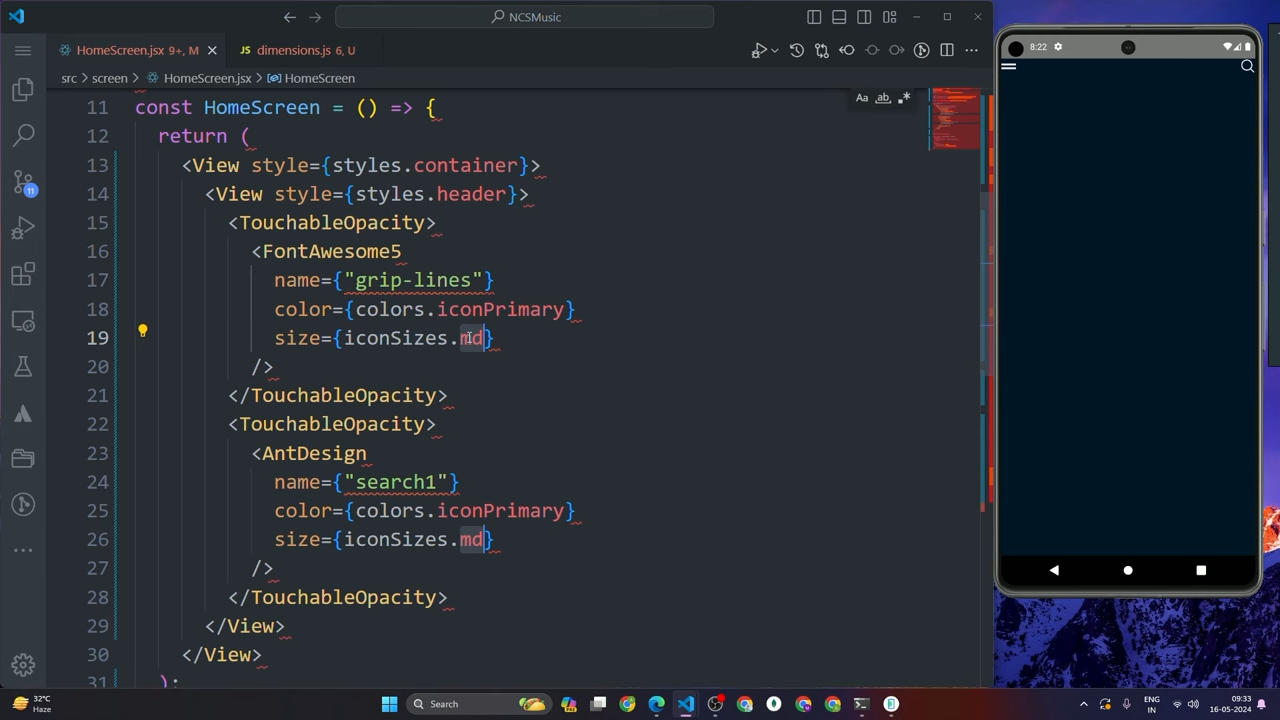 NCSMusic
HomeScreen.jsx 9+, M
JS dimensions.js 6, U
src > screen > HomeScreen.jsx > HomeScreen
Aa ab
11 const HomeScreen = () => {
12 return (
13 <View style={styles.container}>
14 <View style={styles.header}>
15 <TouchableOpacity>
16 <FontAwesome5
17 name={"grip-lines"}
18 color={colors.iconPrimary}
19 size={iconSizes.md}
20 />
21 </TouchableOpacity>
22 <TouchableOpacity>
23 <AntDesign
24 name={"search1"}
25 color={colors.iconPrimary}
26 size={iconSizes.md}
27 />
28 </TouchableOpacity>
29 </View>
30 </View>
31 );
11
8:22
32°C
Haze
Search
ENG
IN
09:33
16-05-2024